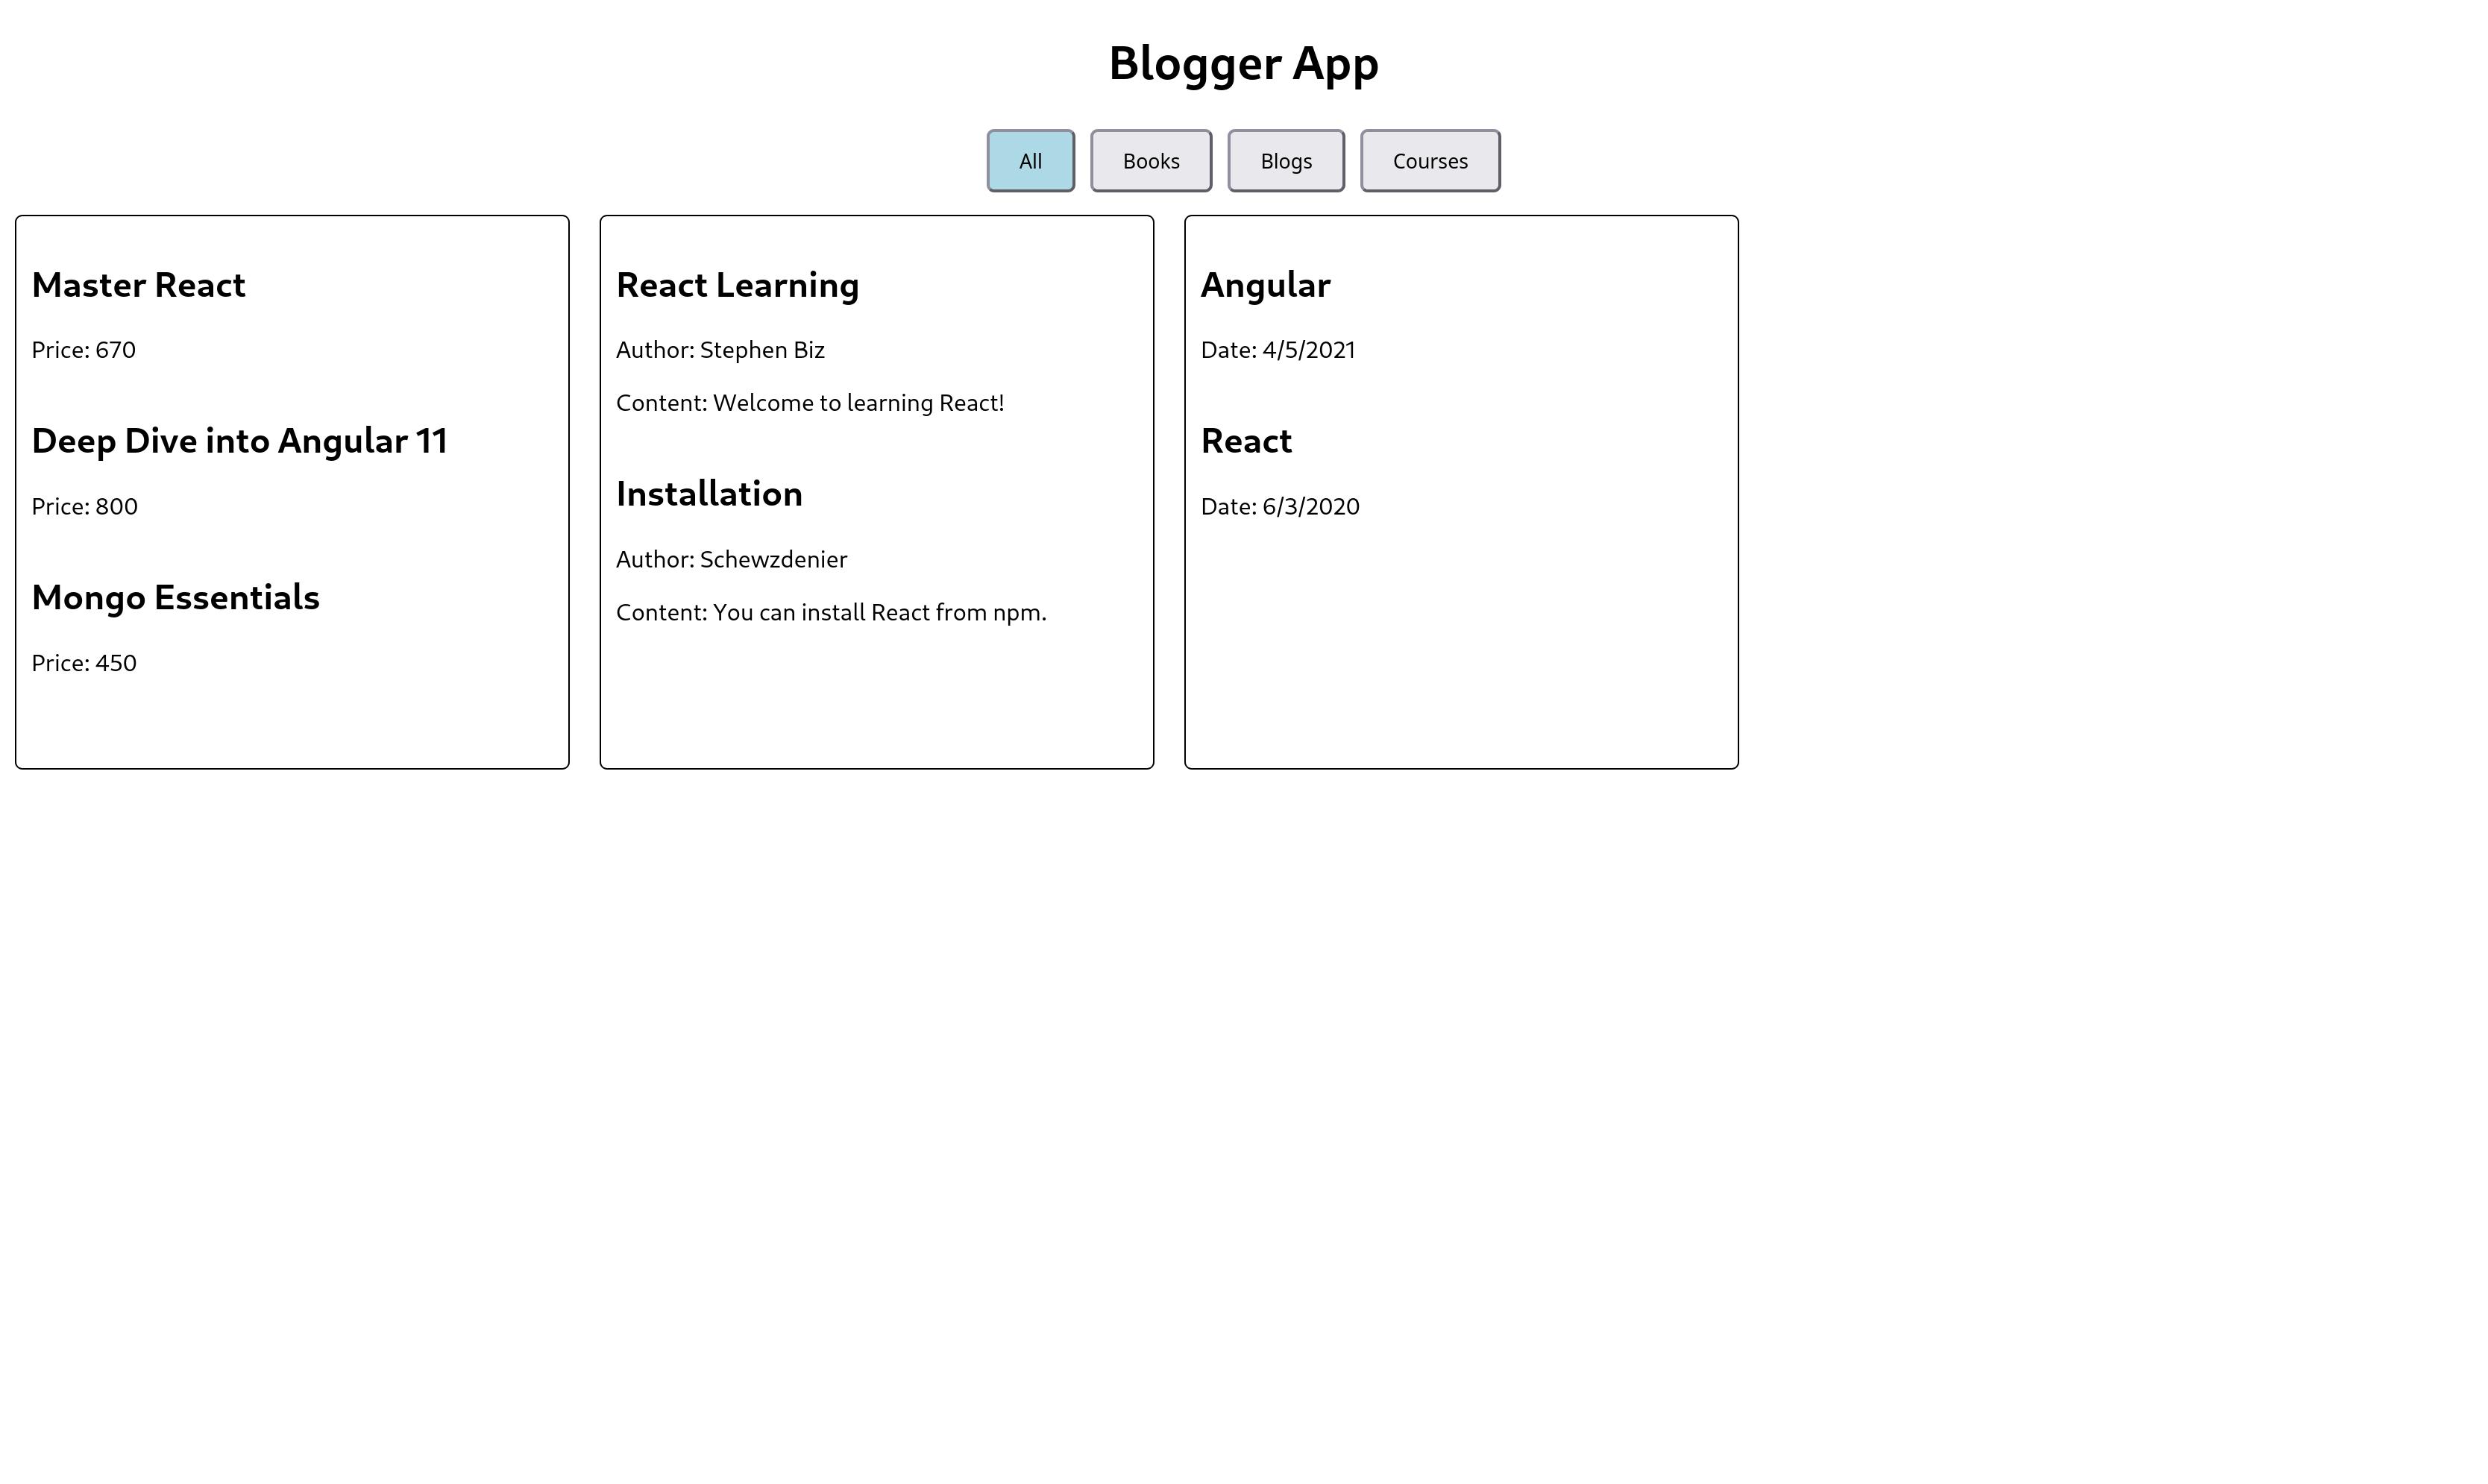 Blogger App
All
Books
Blogs
Courses
Master React
Price: 670
Deep Dive into Angular 11
Price: 800
Mongo Essentials
Price: 450
React Learning
Author: Stephen Biz
Content: Welcome to learning React!
Installation
Author: Schewzdenier
Content: You can install React from npm.
Angular
Date: 4/5/2021
React
Date: 6/3/2020